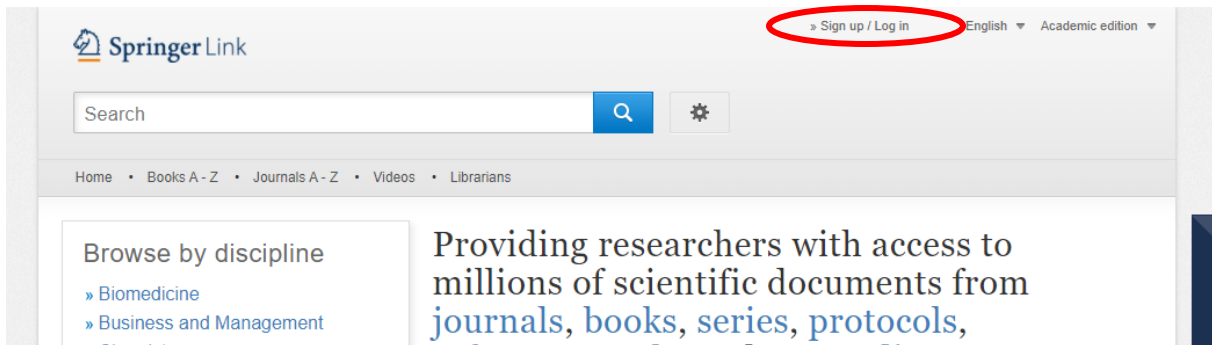 » Sign up / Log in English Academic edition
Springer Link
Search
Home • Books A - Z • Journals A - Z • Videos • Librarians
Browse by discipline
» Biomedicine
» Business and Management
Providing researchers with access to
millions of scientific documents from
journals, books, series, protocols,